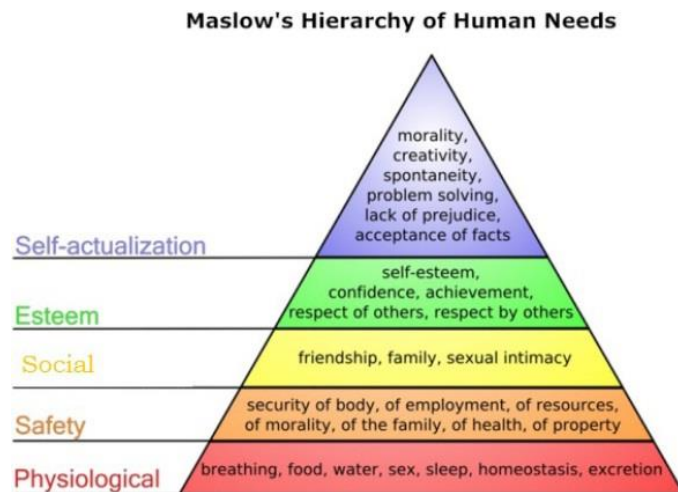 Maslow's Hierarchy of Human Needs
morality,
creativity,
spontaneity,
problem solving,
lack of prejudice,
acceptance of facts
Self-actualization
self-esteem,
confidence, achievement,
respect of others, respect by others
Esteem
friendship, family, sexual intimacy
Social
security of body, of employment, of resources,
of morality, of the family, of health, of property
Safety
breathing, food, water, sex, sleep, homeostasis, excretion
Physiological